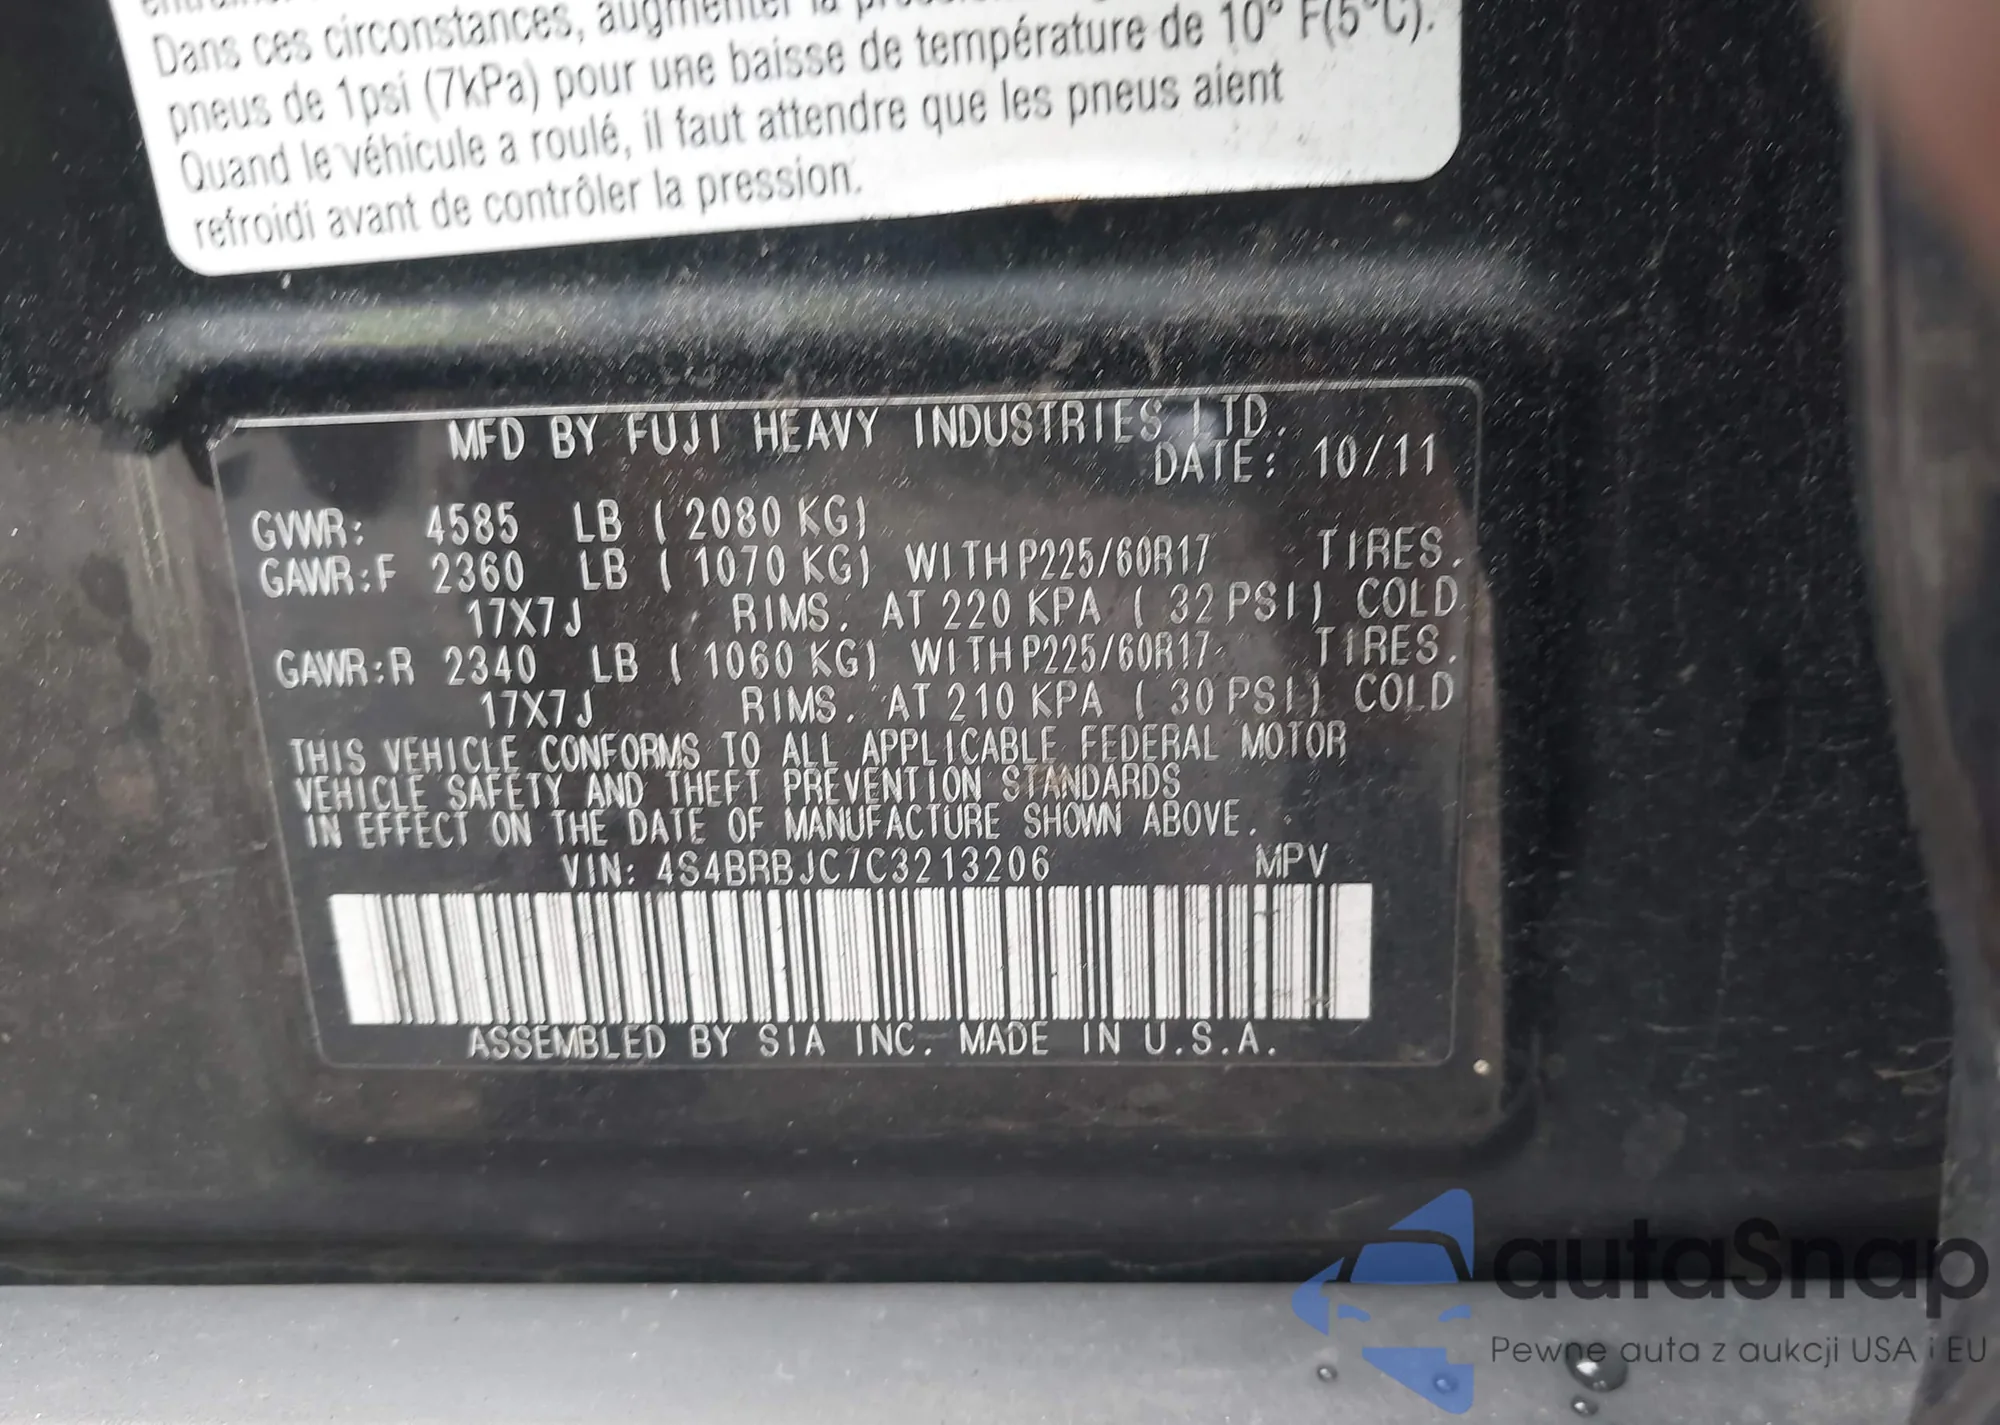 Dans ces circonstances, augmenter la
pneus de 1psi (7kPa) pour une baisse de température de 10° F(5°C).
Quand le véhicule a roulé, il faut attendre que les pneus aient
refroidi avant de contrôler la pression.
MFD BY FUJI HEAVY INDUSTRIES LTD.
DATE: 10/11
GVWR: 4585 LB ( 2080 KG)
GAWR:F 2360 LB ( 1070 KG) WITH P225/60R17 TIRES.
17X7J RIMS. AT 220 KPA ( 32 PSI) COLD
GAWR:R 2340 LB ( 1060 KG) WITH P225/60R17 TIRES.
17X7J RIMS. AT 210 KPA ( 30 PSI) COLD
THIS VEHICLE CONFORMS TO ALL APPLICABLE FEDERAL MOTOR
VEHICLE SAFETY AND THEFT PREVENTION STANDARDS
IN EFFECT ON THE DATE OF MANUFACTURE SHOWN ABOVE.
VIN: 4S4BRBJC7C3213206 MPV
ASSEMBLED BY SIA INC. MADE IN U.S.A.
autaSnap
Pewne auta z aukcji USA i EU